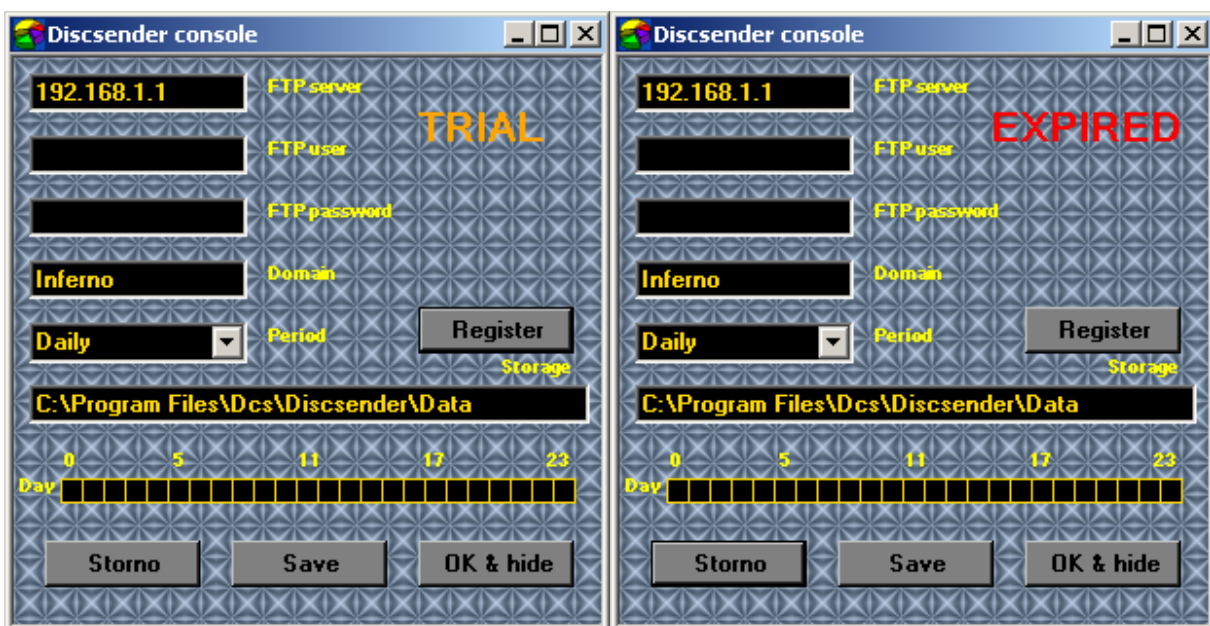 Discsender console
192.168.1.1 FTP server
TRIAL
FTP user
FTP password
Inferno Domain
Daily Period Register
Storage
C:\Program Files\Dcs\Discsender\Data
0 5 11 17 23
Day
Storno Save OK & hide
Discsender console
192.168.1.1 FTP server
EXPIRED
FTP user
FTP password
Inferno Domain
Daily Period Register
Storage
C:\Program Files\Dcs\Discsender\Data
0 5 11 17 23
Day
Storno Save OK & hide